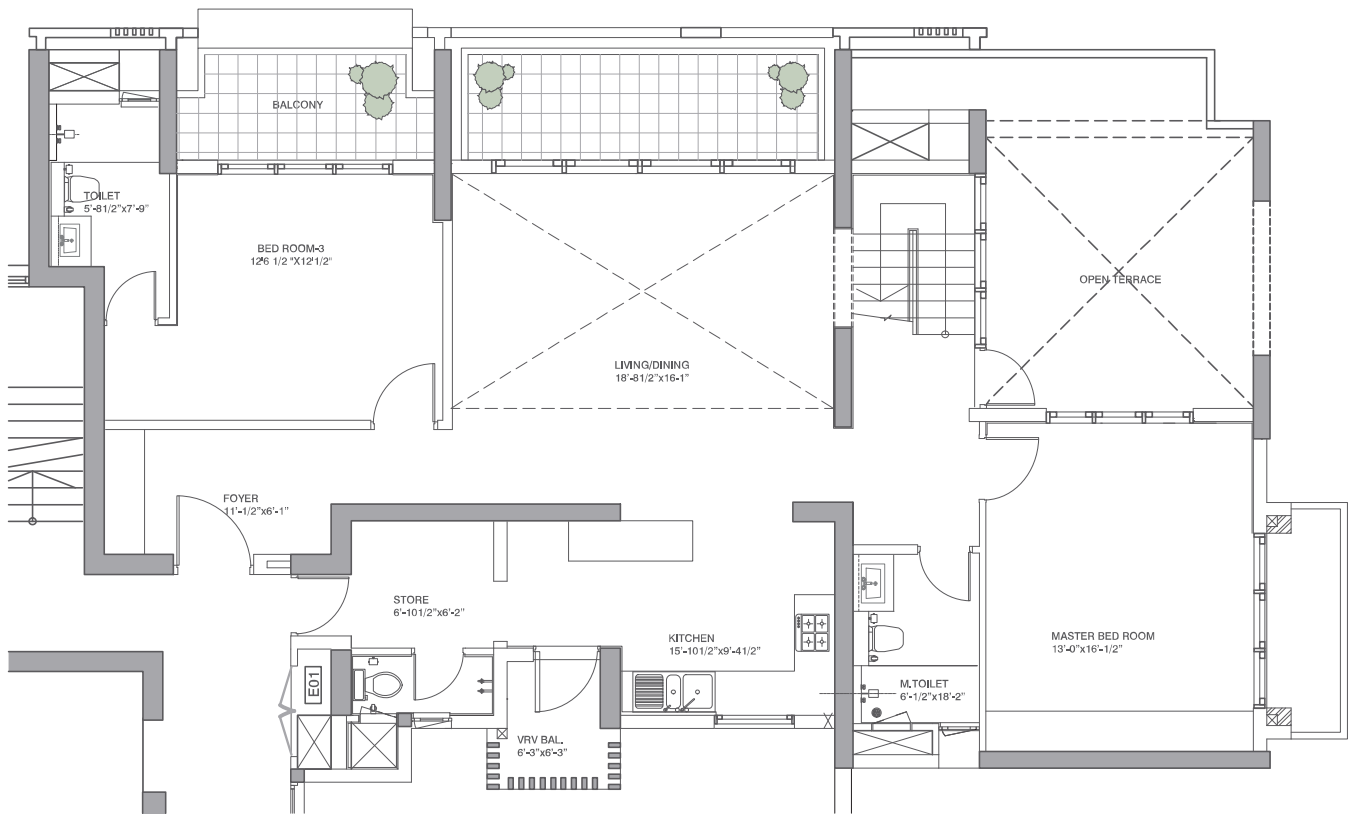 BALCONY
TOILET
5'-81/2"x7'-9"
BED ROOM-3
12'6 1/2 "X12'1/2"
OPEN TERRACE
LIVING/DINING
18'-81/2"x16-1"
FOYER
11'-1/2"x6'-1"
STORE
6'-101/2"x6'-2"
KITCHEN
15'-101/2"x9'-41/2"
MASTER BED ROOM
13'-0"x16'-1/2"
E01
M.TOILET
6'-1/2"x18'-2"
VRV BAL.
6'-3"x6'-3"